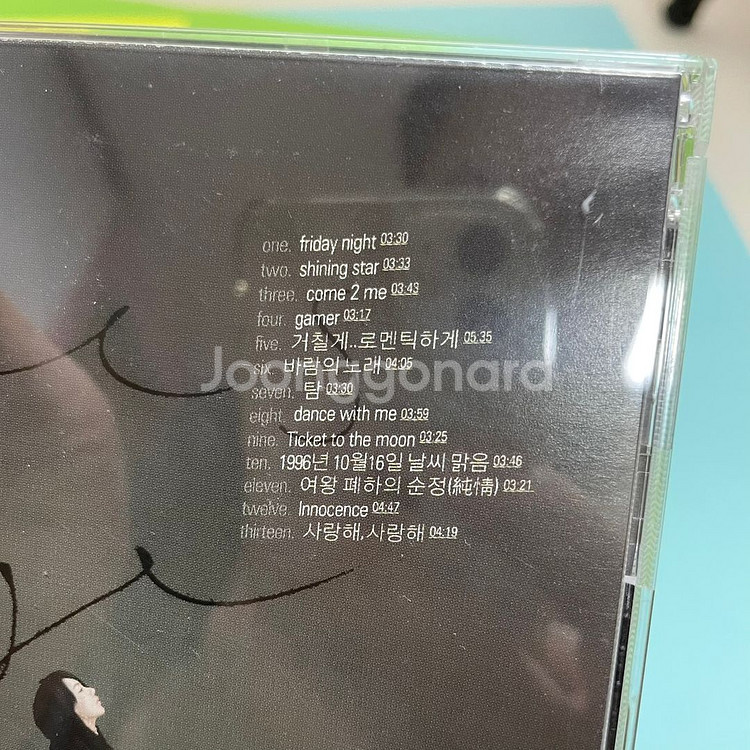 one. friday night 03:30
two. shining star 03:33
three. come 2 me 03:43
four. gamer 03:17
five. 거칠게..로멘틱하게 05:35
six. 바람의노래 04:05
Joonggonard
seven. 탐 03:30
eight. dance with me 03:59
nine. Ticket to the moon 03:25
ten. 1996년 10월16일 날씨 맑음 03:46
eleven. 여왕 폐하의 순정(純情) 03:21
twelve. Innocence 04:47
thirteen. 사랑해,사랑해 04:19